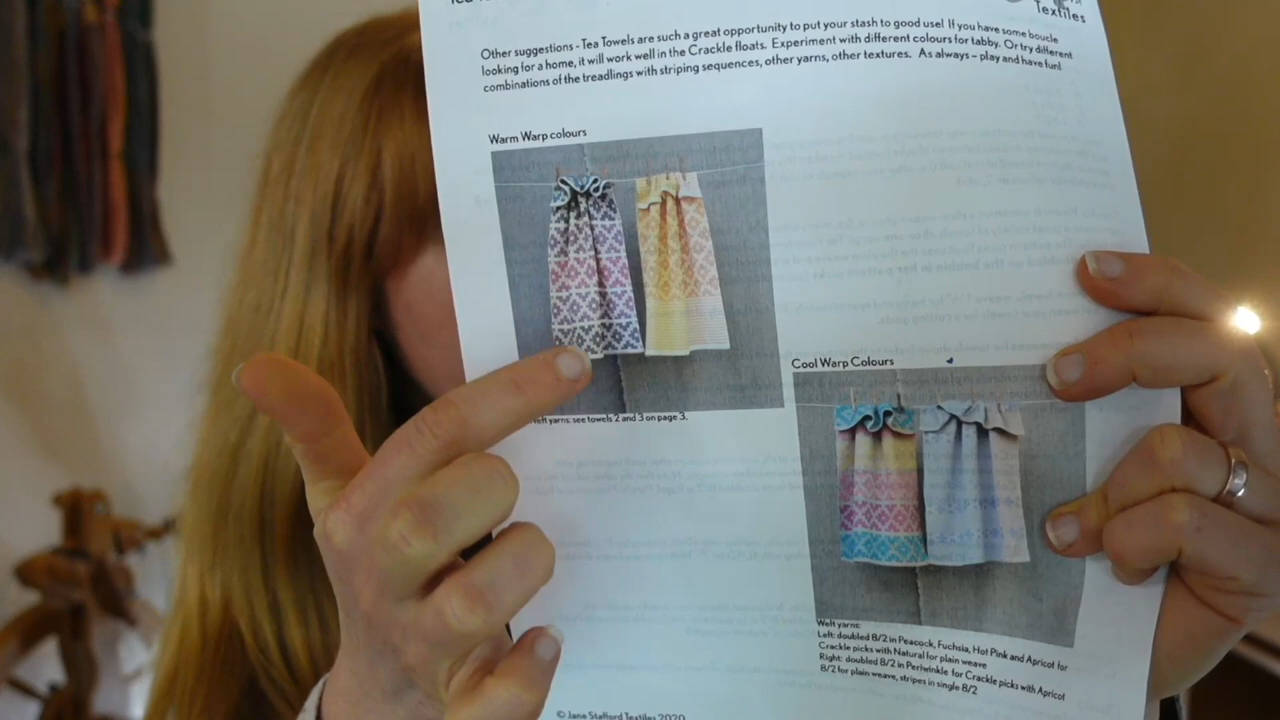 Textiles
Other suggestions - Tea Towels are such a great opportunity to put your stash to good use! If you have some boucle
looking for a home, it will work well in the Crackle floats. Experiment with different colours for tabby. Or try different
combinations of the treadlings with striping sequences, other yarns, other textures. As always – play and have fun!
Warm Warp colours
Weft yarns: see towels 2 and 3 on page 3.
Cool Warp Colours
Weft yarns:
Left: doubled 8/2 in Peacock, Fuchsia, Hot Pink and Apricot for
Crackle picks with Natural for plain weave
Right: doubled 8/2 in Periwinkle for Crackle picks with Apricot
8/2 for plain weave, stripes in single 8/2
© Jane Stafford Textiles 2020